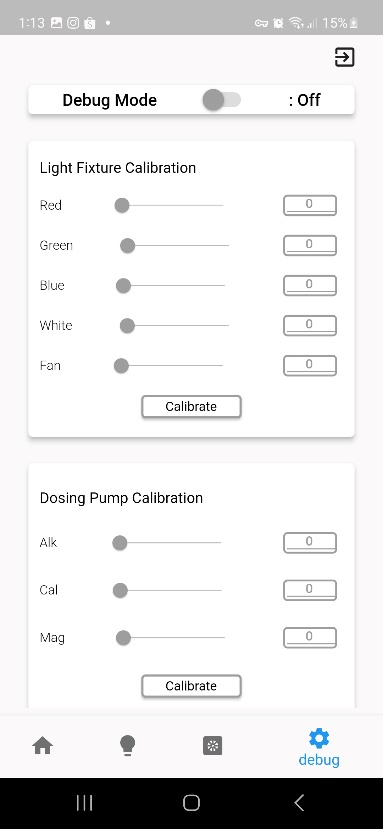 1:13
15%
Debug Mode : Off
Light Fixture Calibration
Red 0
Green 0
Blue 0
White 0
Fan 0
Calibrate
Dosing Pump Calibration
Alk 0
Cal 0
Mag 0
Calibrate
debug